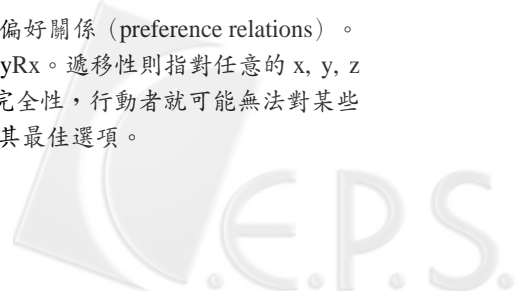 偏好關係（preference relations）。
yRx。遞移性則指對任意的 x, y, z
完全性，行動者就可能無法對某些
其最佳選項。
C.E.P.S.